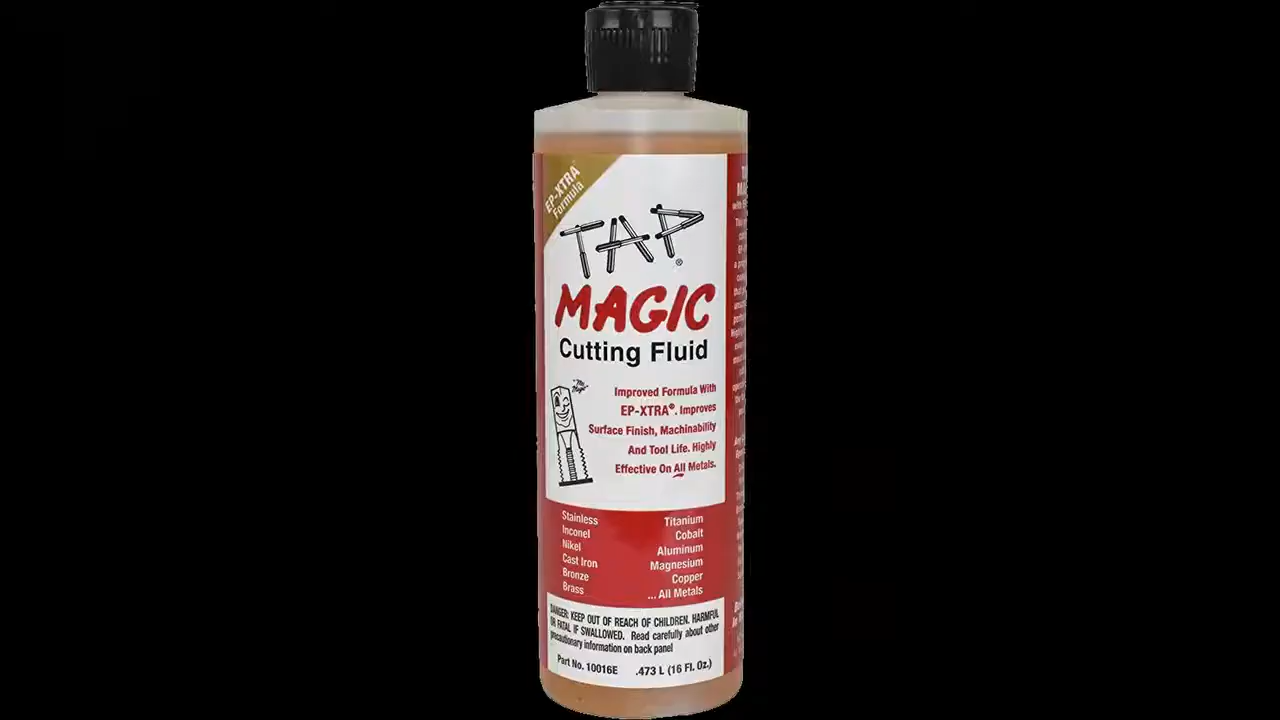 EP-XTRA
Formula
TAP®
MAGIC
Cutting Fluid
Improved Formula With
EP-XTRA®. Improves
Surface Finish, Machinability
And Tool Life. Highly
Effective On All Metals.
Stainless
Inconel
Nikel
Cast Iron
Bronze
Brass
Titanium
Cobalt
Aluminum
Magnesium
Copper
... All Metals
DANGER: KEEP OUT OF REACH OF CHILDREN. HARMFUL
OR FATAL IF SWALLOWED. Read carefully about other
precautionary information on back panel
Part No. 10016E .473 L (16 Fl. Oz.)